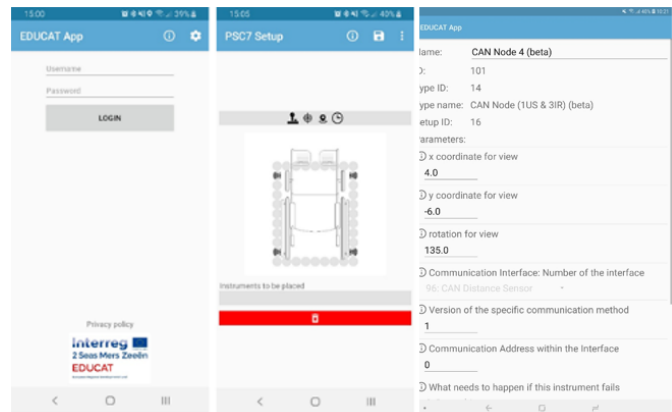 15:00
39%
EDUCAT App
Username
Password
LOGIN
Privacy policy
Interreg
2 Seas Mers Zeeën
EDUCAT
15:05
40%
PSC7 Setup
Instruments to be placed
EDUCAT App
lame:
CAN Node 4 (beta)
D:
101
ype ID:
14
ype name:
CAN Node (1US & 3IR) (beta)
etup ID:
16
arameters:
x coordinate for view
4.0
y coordinate for view
-6.0
rotation for view
135.0
Communication Interface: Number of the interface
96: CAN Distance Sensor
Version of the specific communication method
1
Communication Address within the Interface
0
What needs to happen if this instrument fails